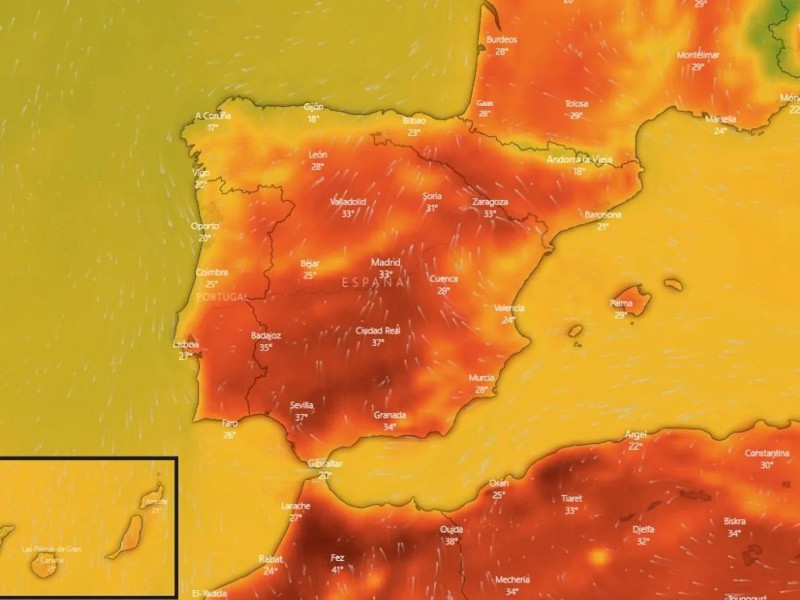 Burdeos
28°
29°
Montélimar
29°
Gaas
28°
Tolosa
29°
Marsella
24°
22°
A Coruña
17°
Gijón
18°
Bilbao
23°
Andorra la Vieja
18°
León
28°
Vigo
20°
Valladolid
33°
Soria
31°
Zaragoza
33°
Barcelona
21°
Oporto
20°
Coimbra
25°
Béjar
25°
Madrid
33°
ESPAÑA
Cuenca
29°
PORTUGAL
Palma
29°
Valencia
24°
Lisboa
27°
Badajoz
35°
Ciudad Real
37°
Murcia
28°
Sevilla
37°
Granada
34°
Faro
26°
Argel
22°
Gibraltar
20°
Constantina
30°
Orán
25°
Tiaret
33°
Larache
27°
Biskra
34°
Oujda
38°
Djelfa
32°
Las Palmas de Gran
Canaria
Rabat
24°
Fez
41°
Mecheria
34°
El-Yadida
Touggourt